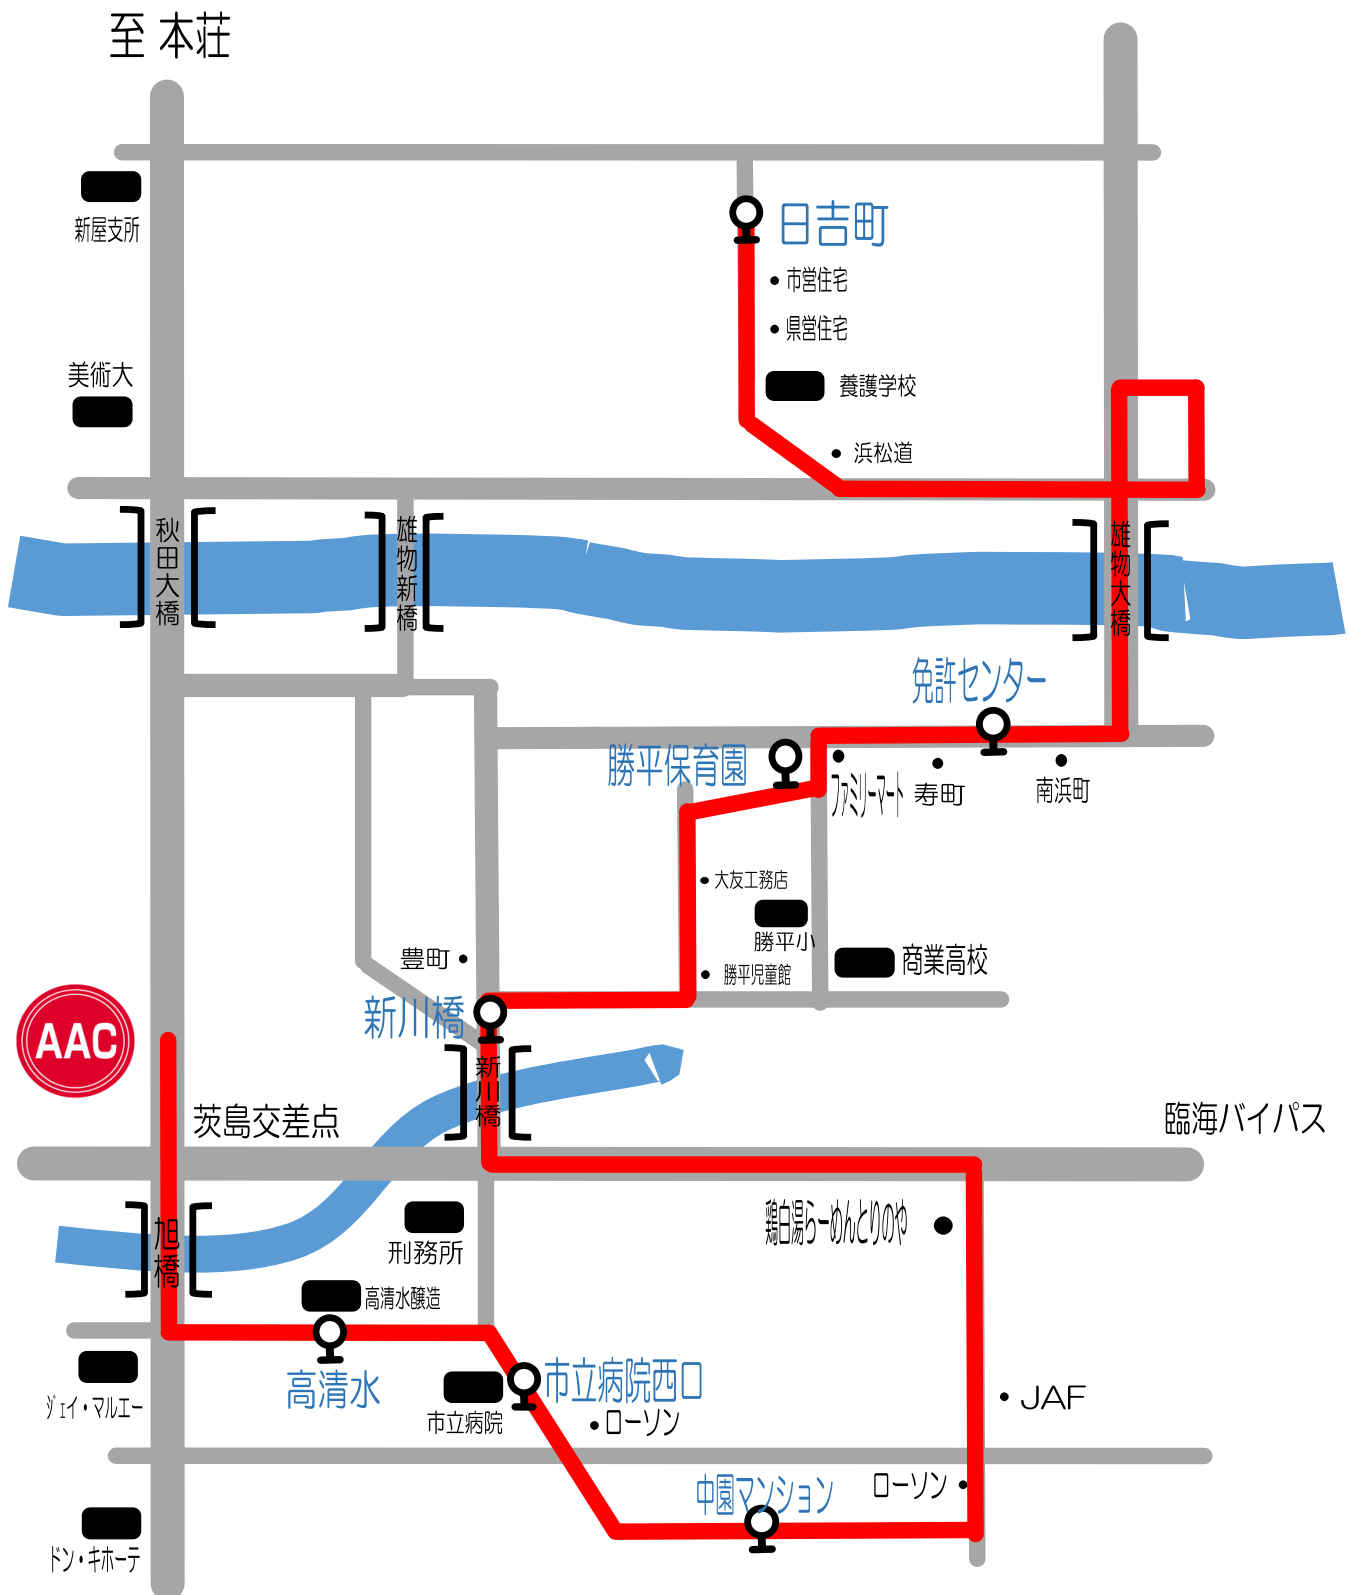 至 本荘
新屋支所
日吉町
市営住宅
県営住宅
美術大
養護学校
浜松道
秋田大橋
雄物新橋
雄物大橋
免許センター
勝平保育園
ファミリーマート
寿町
南浜町
大友工務店
勝平小
商業高校
豊町
勝平児童館
新川橋
AAC
新川橋
茨島交差点
臨海バイパス
鶏白湯らーめんとりのや
旭橋
刑務所
高清水醸造
高清水
市立病院西口
ジェイ・マルエー
市立病院
ローソン
JAF
中園マンション
ローソン
ドン・キホーテ